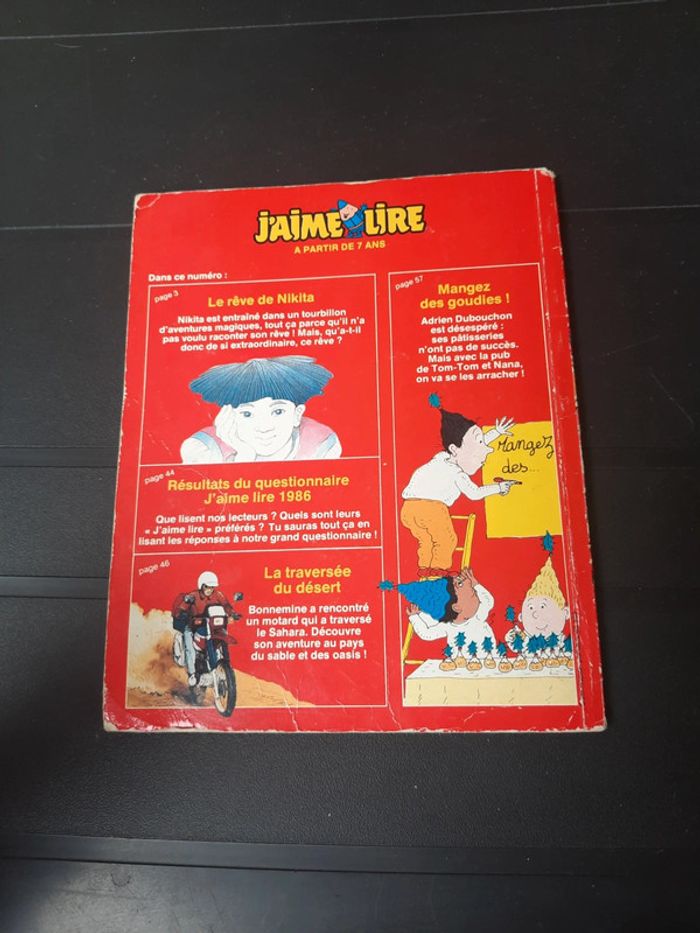 J'AIME LIRE
A PARTIR DE 7 ANS
Dans ce numéro :
page 3
Le rêve de Nikita
Nikita est entraîné dans un tourbillon
d'aventures magiques, tout ça parce qu'il n'a
pas voulu raconter son rêve ! Mais, qu'a-t-il
donc de si extraordinaire, ce rêve ?
page 44
Résultats du questionnaire
J'aime lire 1986
Que lisent nos lecteurs ? Quels sont leurs
« J'aime lire » préférés ? Tu sauras tout ça en
lisant les réponses à notre grand questionnaire !
page 46
La traversée
du désert
Bonnemine a rencontré
un motard qui a traversé
le Sahara. Découvre
son aventure au pays
du sable et des oasis !
page 57
Mangez
des goudies !
Adrien Dubouchon
est désespéré :
ses pâtisseries
n'ont pas de succès.
Mais avec la pub
de Tom-Tom et Nana,
on va se les arracher !
Mangez
des...